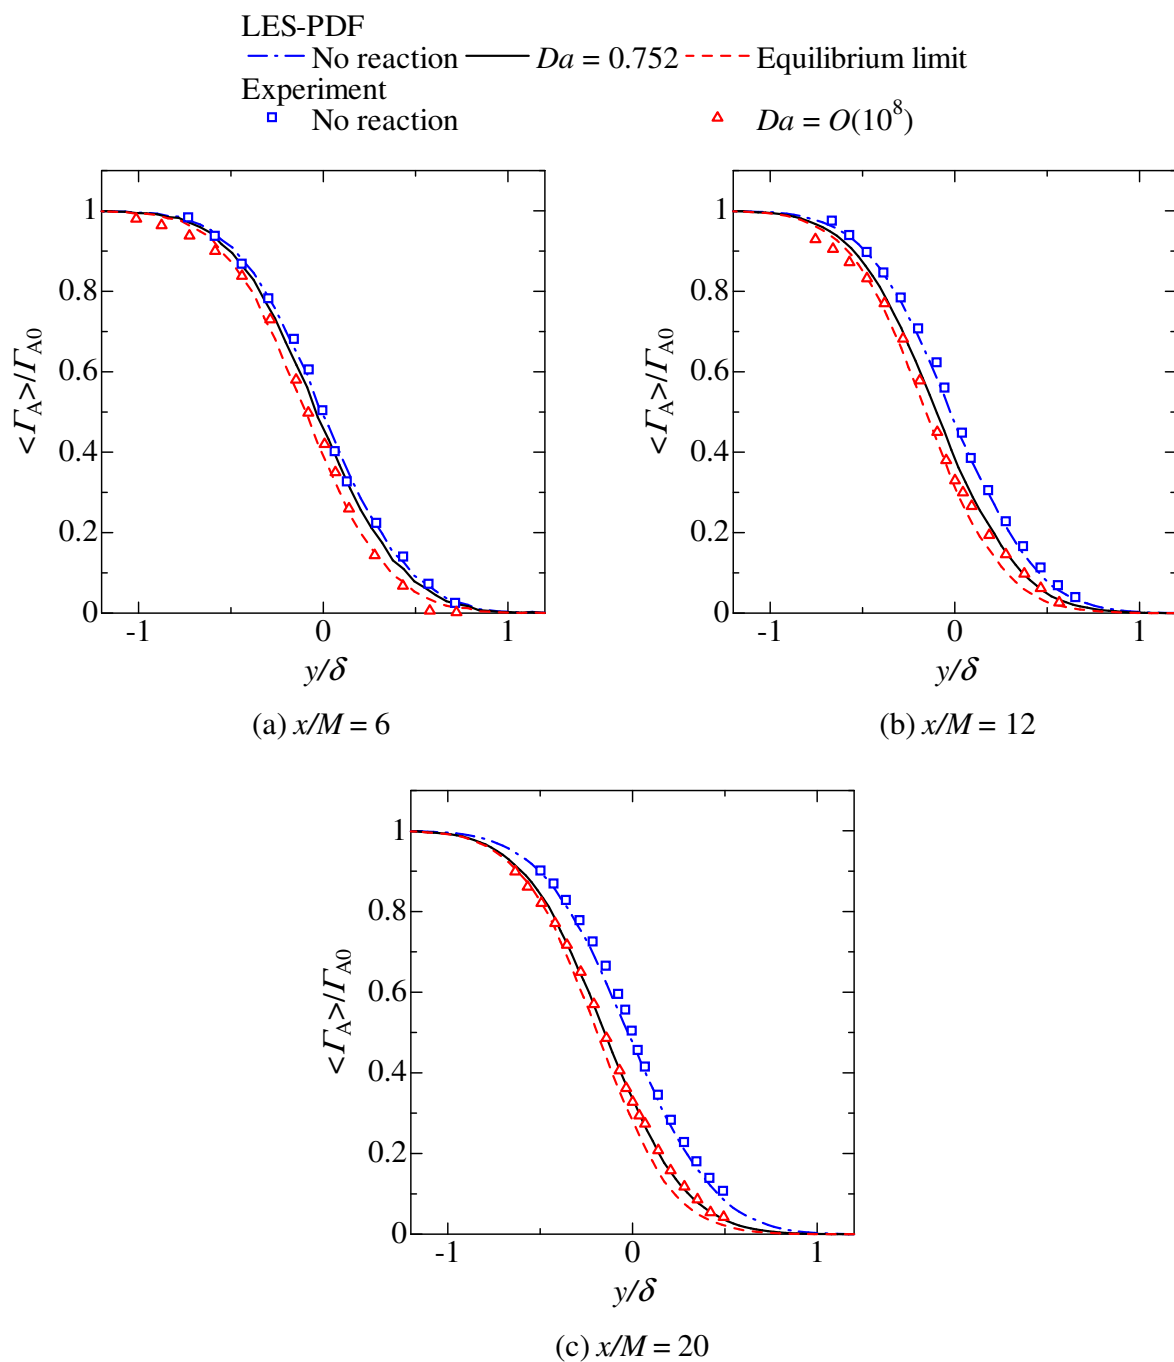 LES-PDF
No reaction Da = 0.752 Equilibrium limit
Experiment
No reaction Da = O(10⁸)
1
0.8
0.6
0.4
0.2
0
<Γ_A>/Γ_A0
-1 0 1
y/δ
(a) x/M = 6
1
0.8
0.6
0.4
0.2
0
<Γ_A>/Γ_A0
-1 0 1
y/δ
(b) x/M = 12
1
0.8
0.6
0.4
0.2
0
<Γ_A>/Γ_A0
-1 0 1
y/δ
(c) x/M = 20